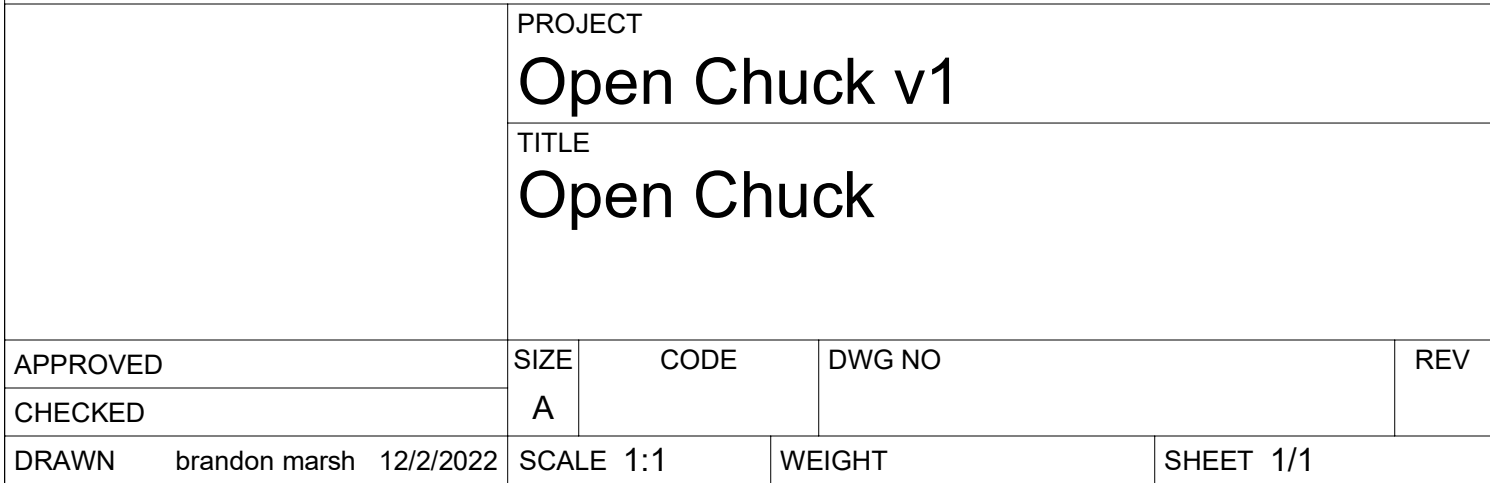 PROJECT
Open Chuck v1
TITLE
Open Chuck
APPROVED
CHECKED
DRAWN brandon marsh 12/2/2022
SIZE
A
CODE
DWG NO
REV
SCALE 1:1
WEIGHT
SHEET 1/1